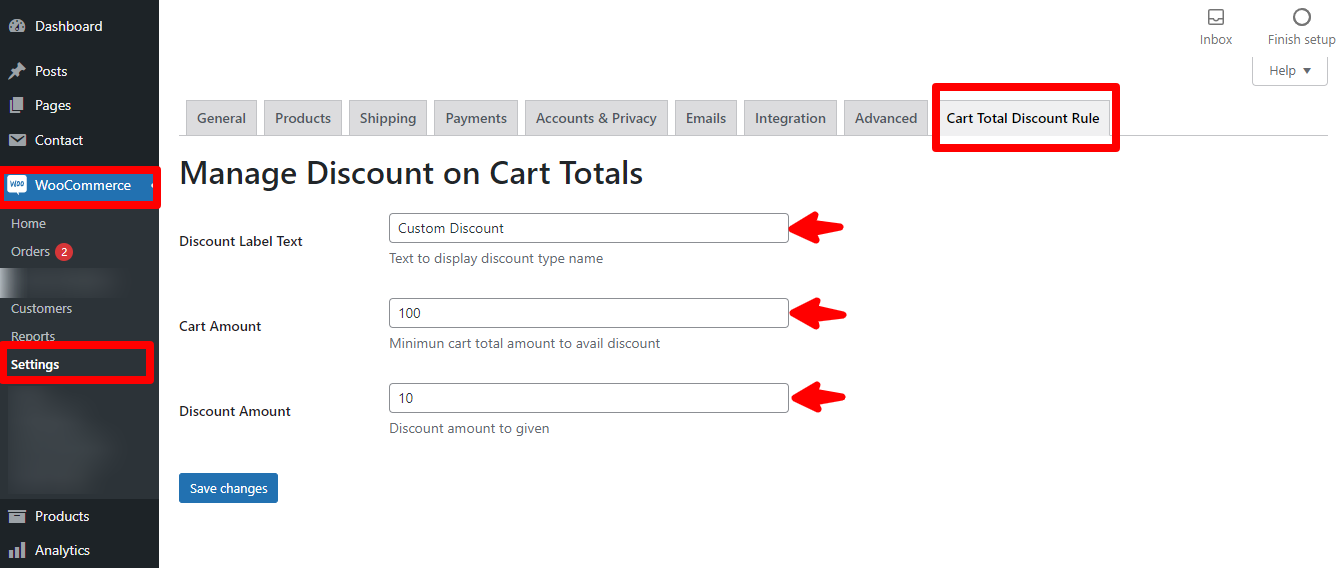 Dashboard
Posts
Pages
Contact
WOO WooCommerce
Home
Orders 2
Customers
Reports
Settings
Products
Analytics
Inbox
Finish setup
Help
General Products Shipping Payments Accounts & Privacy Emails Integration Advanced Cart Total Discount Rule
Manage Discount on Cart Totals
Discount Label Text
Custom Discount
Text to display discount type name
Cart Amount
100
Minimun cart total amount to avail discount
Discount Amount
10
Discount amount to given
Save changes